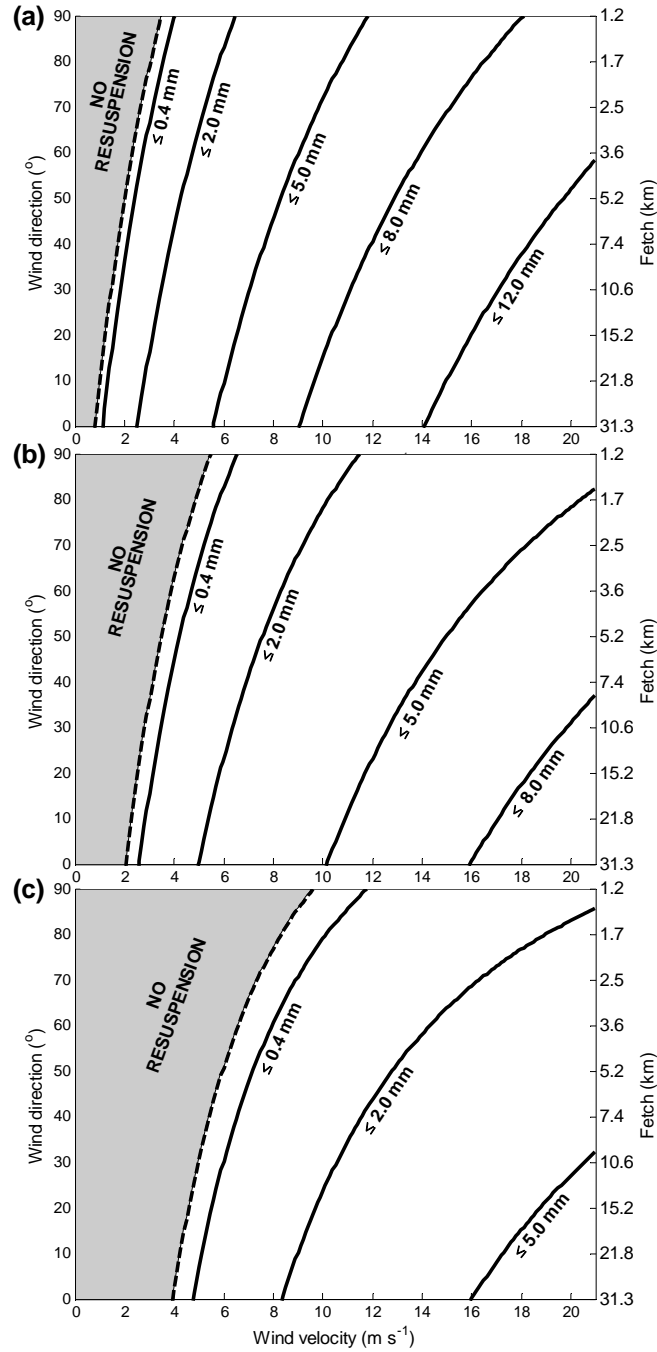 (a)
90
80
70
60
50
40
30
20
10
0
Wind direction (°)
NO
RESUSPENSION
≤ 0.4 mm
≤ 2.0 mm
≤ 5.0 mm
≤ 8.0 mm
≤ 12.0 mm
1.2
1.7
2.5
3.6
5.2
7.4
10.6
15.2
21.8
31.3
Fetch (km)
0 2 4 6 8 10 12 14 16 18 20
(b)
90
80
70
60
50
40
30
20
10
0
Wind direction (°)
NO
RESUSPENSION
≤ 0.4 mm
≤ 2.0 mm
≤ 5.0 mm
≤ 8.0 mm
1.2
1.7
2.5
3.6
5.2
7.4
10.6
15.2
21.8
31.3
Fetch (km)
0 2 4 6 8 10 12 14 16 18 20
(c)
90
80
70
60
50
40
30
20
10
0
Wind direction (°)
NO
RESUSPENSION
≤ 0.4 mm
≤ 2.0 mm
≤ 5.0 mm
1.2
1.7
2.5
3.6
5.2
7.4
10.6
15.2
21.8
31.3
Fetch (km)
0 2 4 6 8 10 12 14 16 18 20
Wind velocity (m s⁻¹)